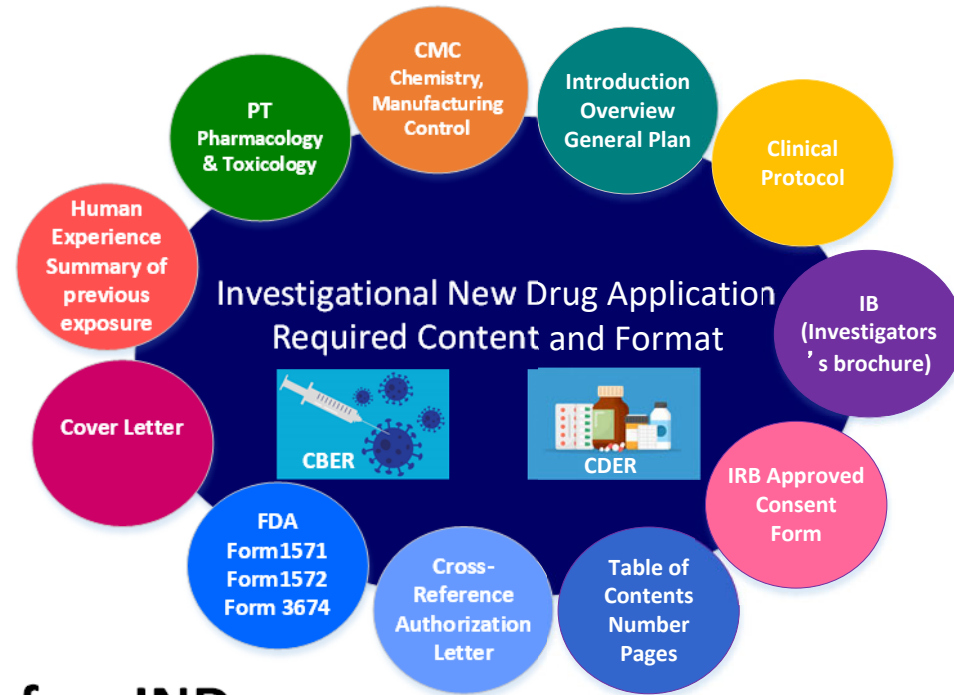 CMC
Chemistry,
Manufacturing
Control
Introduction
Overview
General Plan
PT
Pharmacology
& Toxicology
Clinical
Protocol
Human
Experience
Summary of
previous
exposure
Investigational New Drug Application
Required Content and Format
IB
(Investigators
's brochure)
CBER
CDER
Cover Letter
IRB Approved
Consent
Form
FDA
Form1571
Form1572
Form 3674
Cross-
Reference
Authorization
Letter
Table of
Contents
Number
Pages